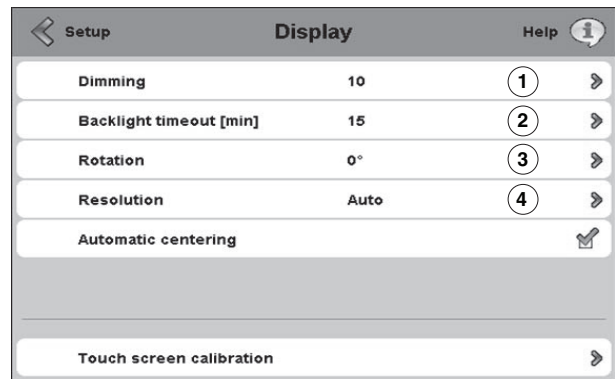 Setup Display Help
Dimming 10 1
Backlight timeout [min] 15 2
Rotation 0° 3
Resolution Auto 4
Automatic centering
Touch screen calibration